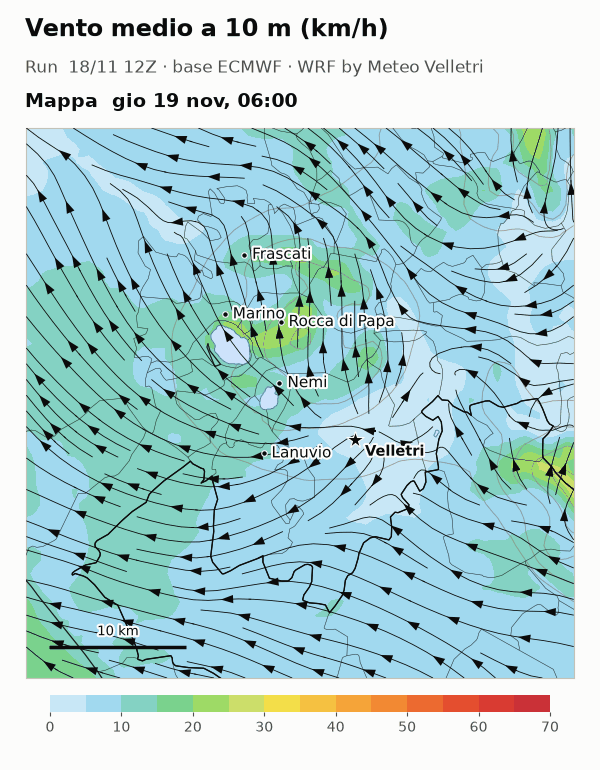 Vento medio a 10 m (km/h)
Run  18/11 12Z · base ECMWF · WRF by Meteo Velletri
Mappa  gio 19 nov, 06:00
Frascati
Marino
Rocca di Papa
Nemi
Velletri
Lanuvio
10 km
0 10 20 30 40 50 60 70